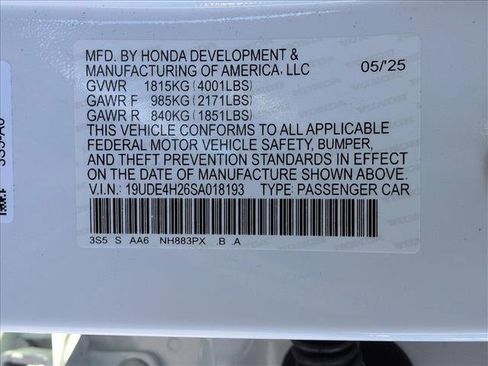 MFD. BY HONDA DEVELOPMENT &
MANUFACTURING OF AMERICA, LLC 05/'25
GVWR 1815KG (4001LBS)
GAWR F 985KG (2171LBS)
GAWR R 840KG (1851LBS)
THIS VEHICLE CONFORMS TO ALL APPLICABLE
FEDERAL MOTOR VEHICLE SAFETY, BUMPER,
AND THEFT PREVENTION STANDARDS IN EFFECT
ON THE DATE OF MANUFACTURE SHOWN ABOVE.
V.I.N.: 19UDE4H26SA018193 TYPE: PASSENGER CAR
3S5 S AA6 NH883PX .B .A
3S5-A0